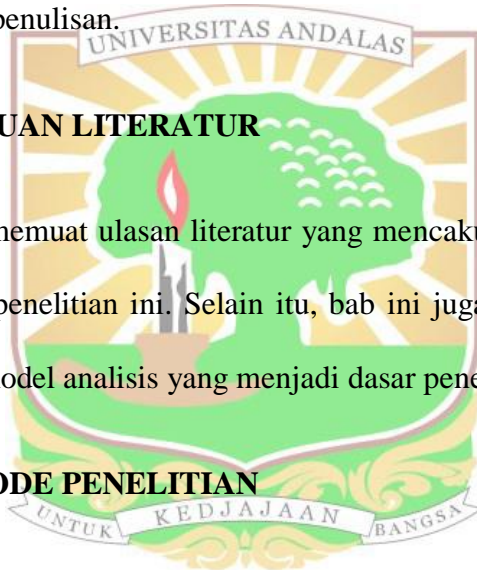 penulisan.
UNIVERSITAS ANDALAS
UAN LITERATUR
memuat ulasan literatur yang mencaku
penelitian ini. Selain itu, bab ini juga
odel analisis yang menjadi dasar pene
ODE PENELITIAN
UNTUK KEDJAJAAN BANGSA